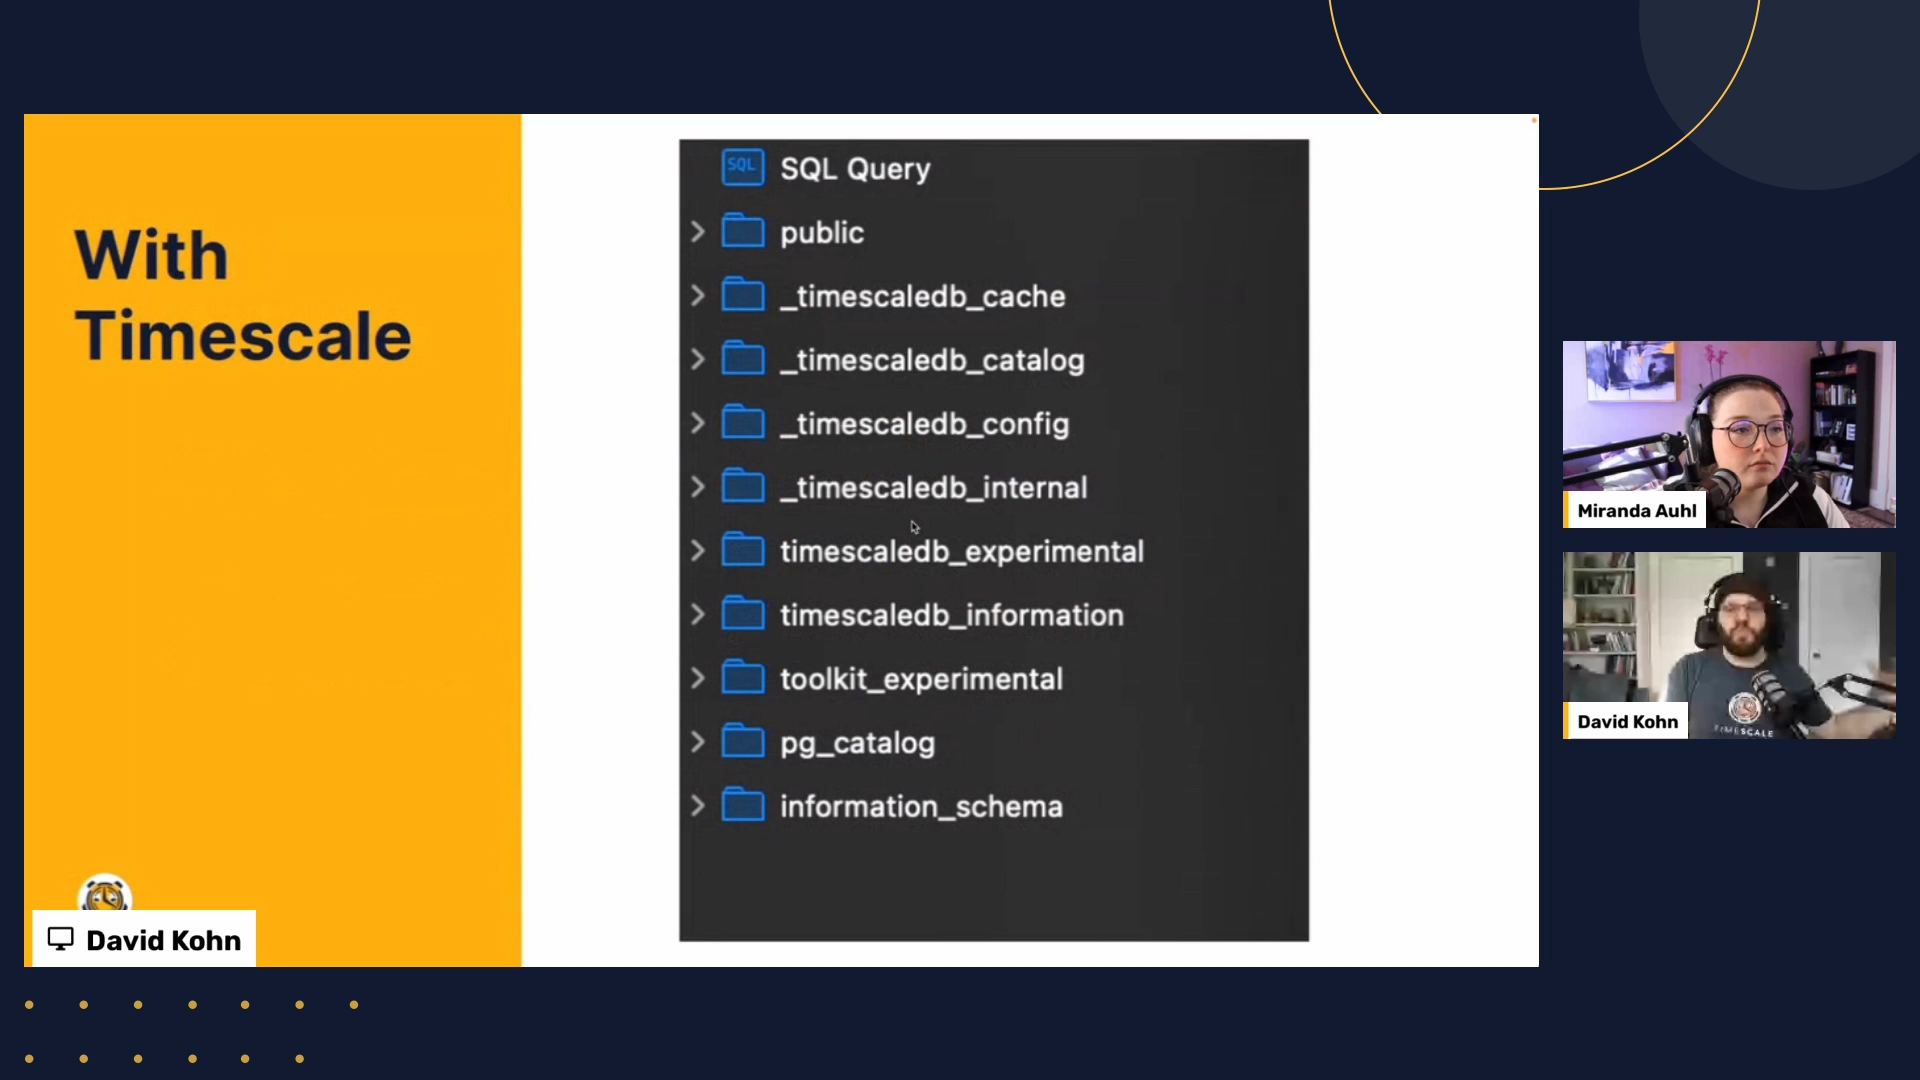 With
Timescale
SQL
SQL Query
public
_timescaledb_cache
_timescaledb_catalog
_timescaledb_config
_timescaledb_internal
timescaledb_experimental
timescaledb_information
toolkit_experimental
pg_catalog
information_schema
David Kohn
Miranda Auhl
David Kohn
TIMESCALE